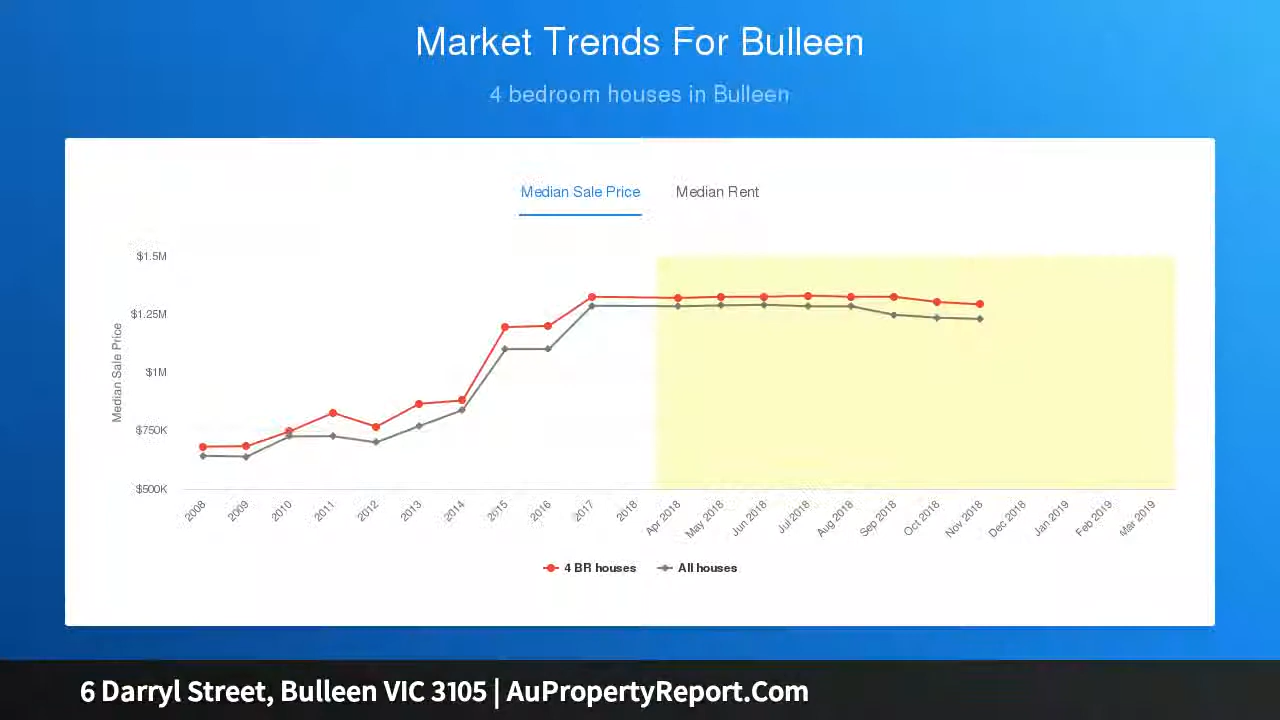 Market Trends For Bulleen
4 bedroom houses in Bulleen
Median Sale Price Median Rent
$1.5M
$1.25M
$1M
$750K
$500K
Median Sale Price
2008 2009 2010 2011 2012 2013 2014 2015 2016 2017 2018 Apr 2018 May 2018 Jun 2018 Jul 2018 Aug 2018 Sep 2018 Oct 2018 Nov 2018 Dec 2018 Jan 2019 Feb 2019 Mar 2019
4 BR houses All houses
6 Darryl Street, Bulleen VIC 3105 | AuPropertyReport.Com